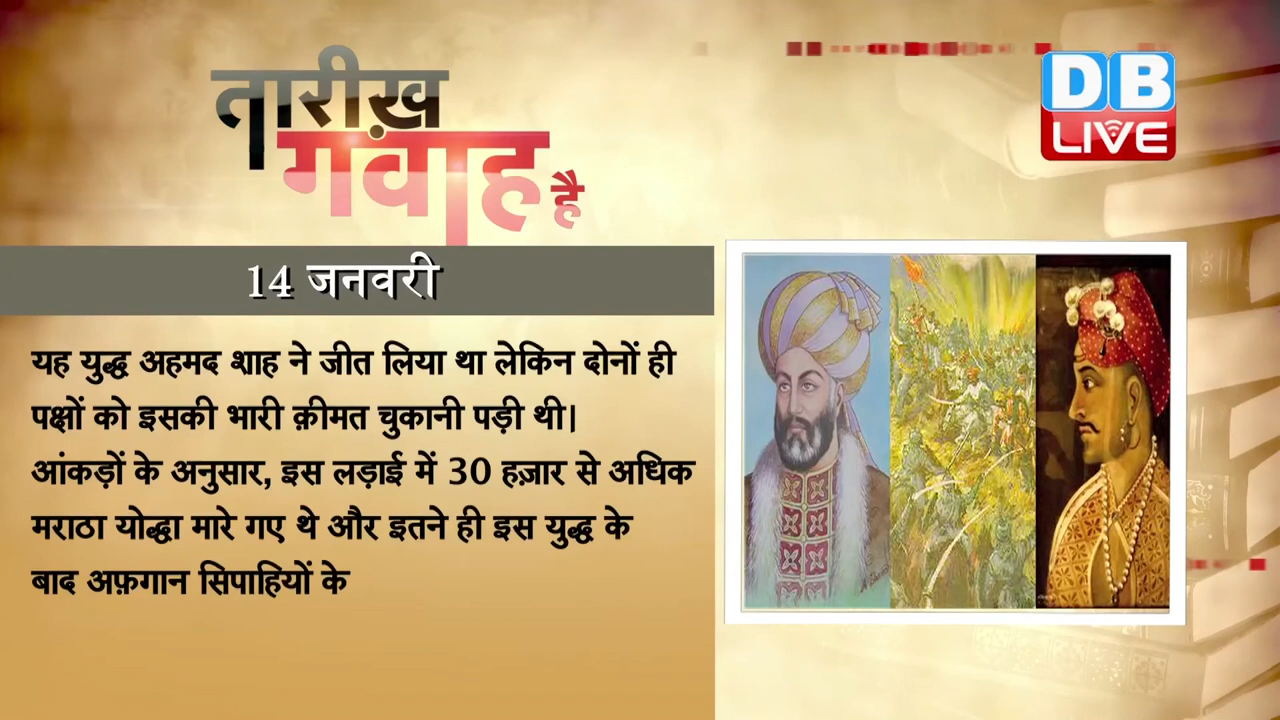 तारीख़
गवाह है
DB
LIVE
14 जनवरी
यह युद्ध अहमद शाह ने जीत लिया था लेकिन दोनों ही
पक्षों को इसकी भारी क़ीमत चुकानी पड़ी थी।
आंकड़ों के अनुसार, इस लड़ाई में 30 हज़ार से अधिक
मराठा योद्धा मारे गए थे और इतने ही इस युद्ध के
बाद अफ़गान सिपाहियों के